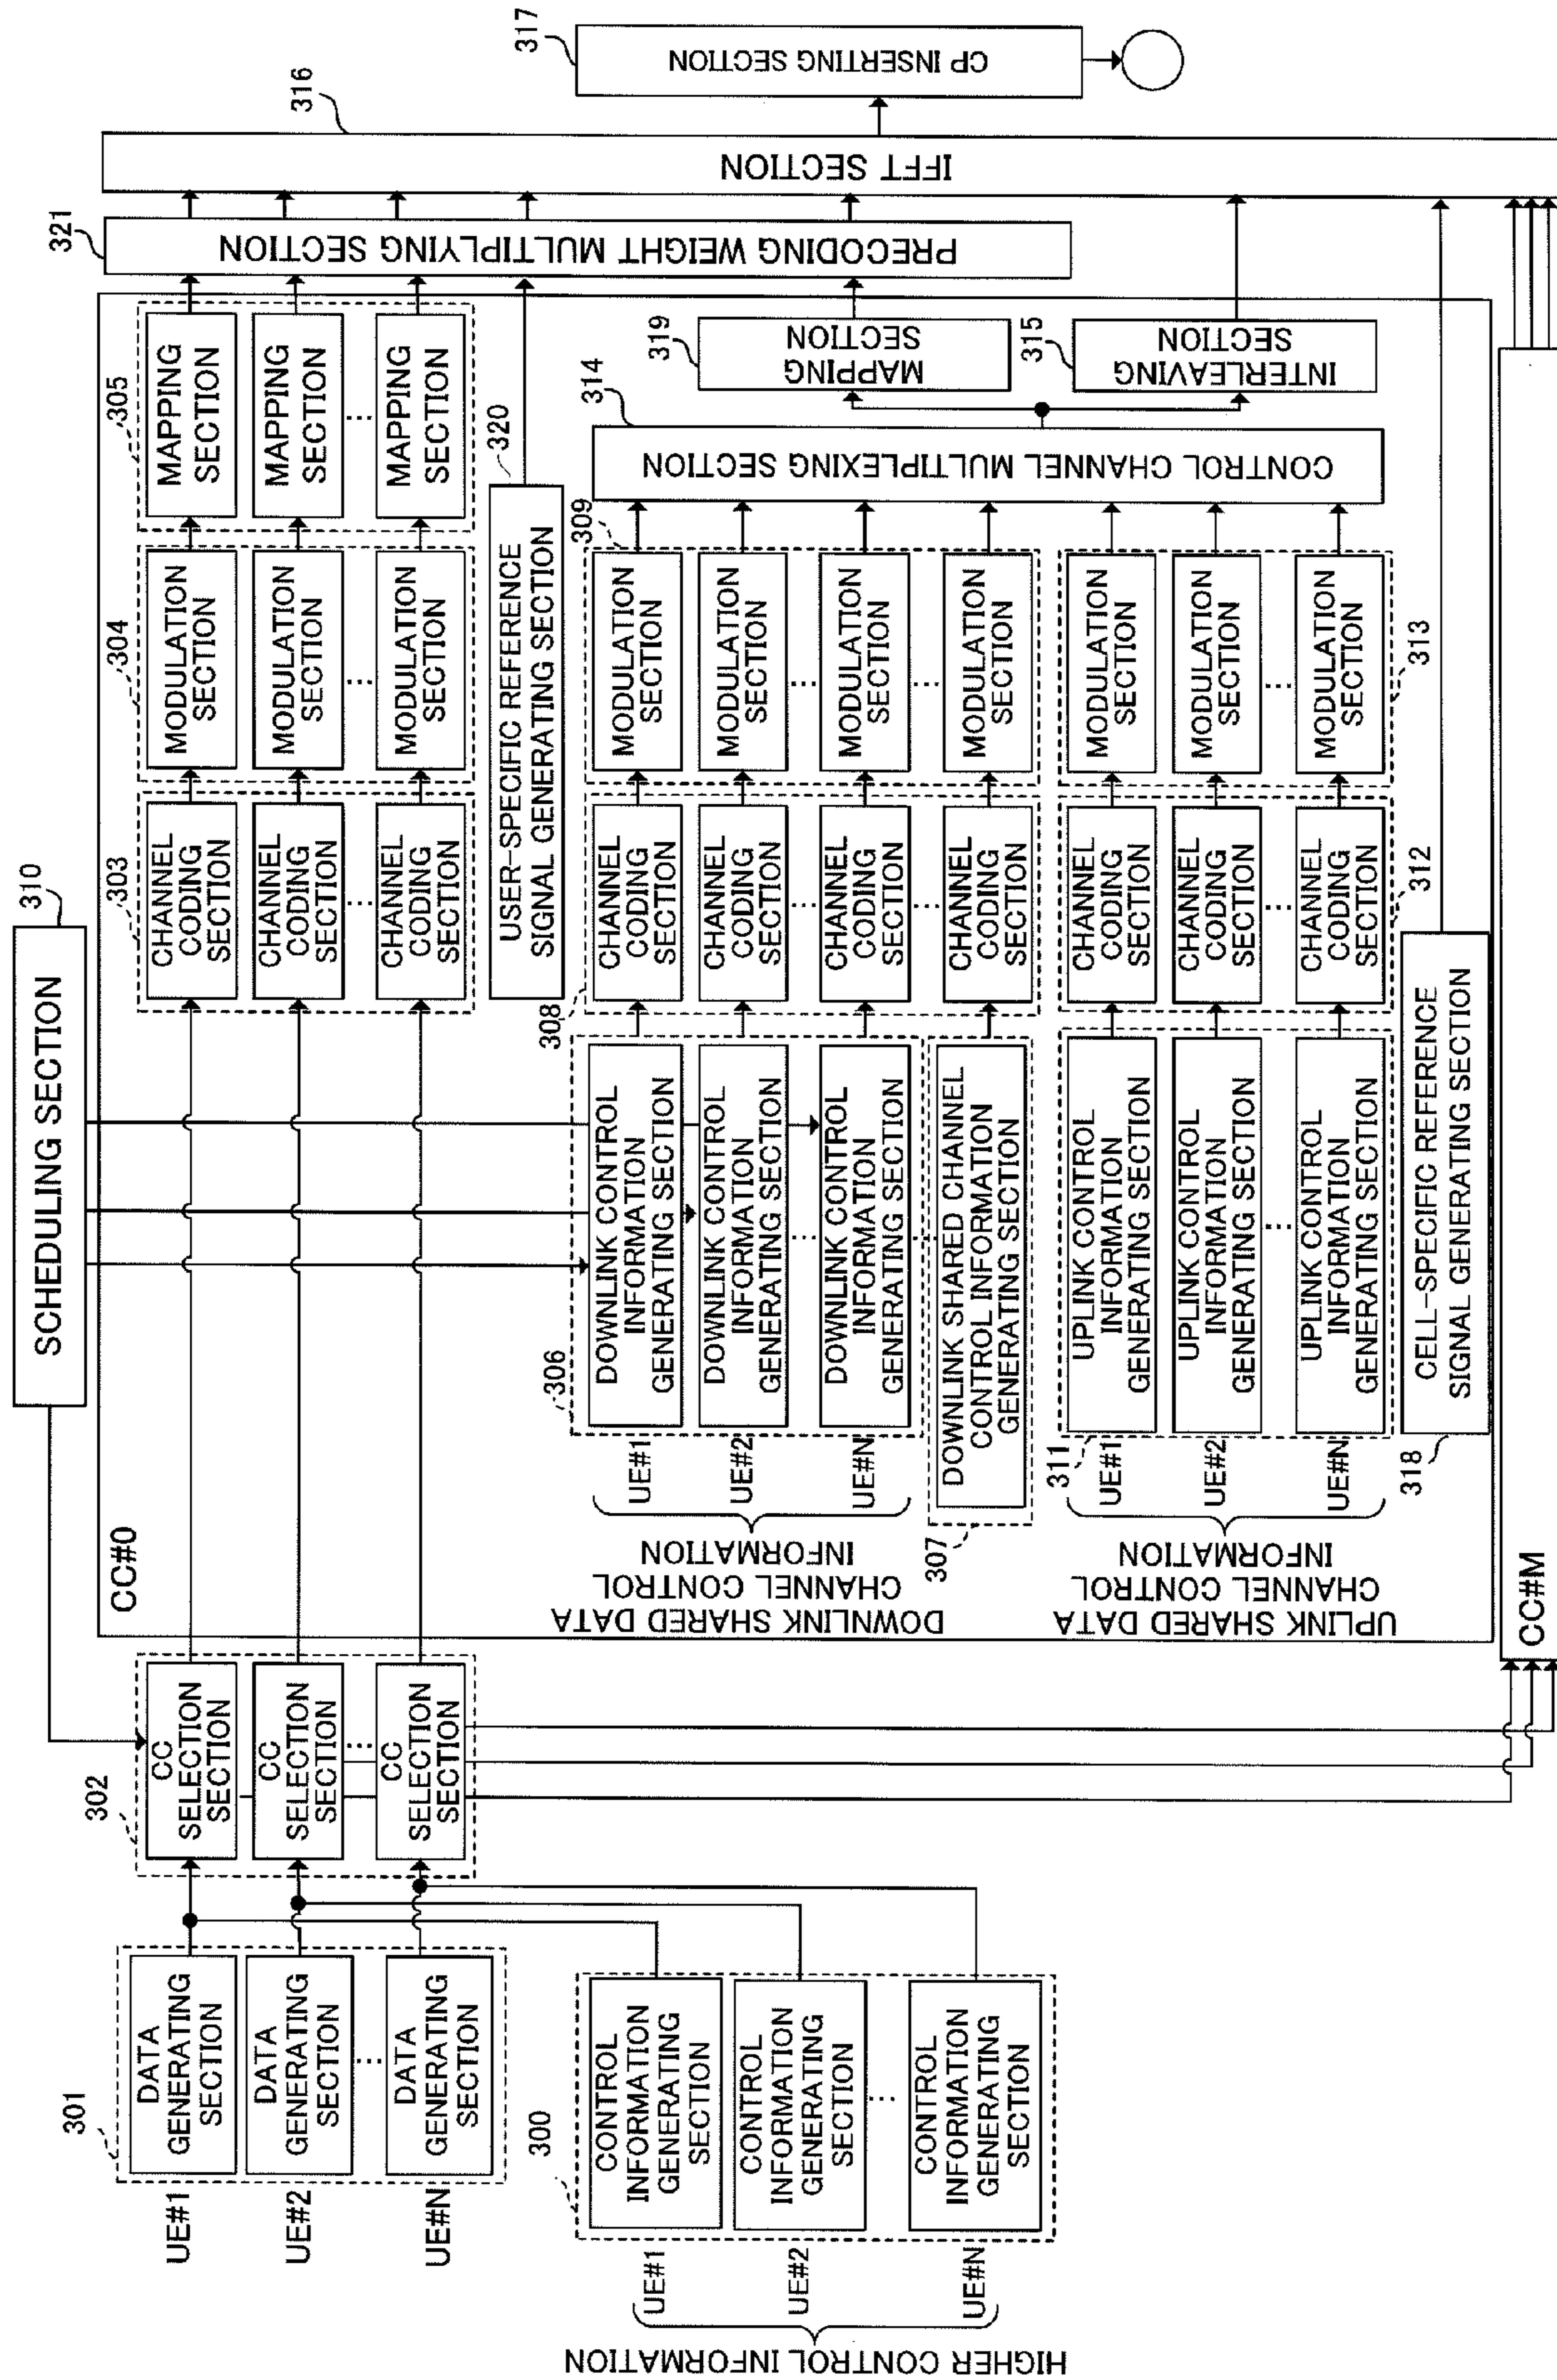 310
SCHEDULING SECTION
301
UE#1
DATA
GENERATING
SECTION
UE#2
DATA
GENERATING
SECTION
...
UE#N
DATA
GENERATING
SECTION
302
CC
SELECTION
SECTION
CC
SELECTION
SECTION
...
CC
SELECTION
SECTION
HIGHER CONTROL INFORMATION
300
UE#1
CONTROL
INFORMATION
GENERATING
SECTION
UE#2
CONTROL
INFORMATION
GENERATING
SECTION
...
UE#N
CONTROL
INFORMATION
GENERATING
SECTION
CC#0
303
CHANNEL
CODING
SECTION
CHANNEL
CODING
SECTION
...
CHANNEL
CODING
SECTION
304
MODULATION
SECTION
MODULATION
SECTION
...
MODULATION
SECTION
305
MAPPING
SECTION
MAPPING
SECTION
...
MAPPING
SECTION
320
USER-SPECIFIC REFERENCE
SIGNAL GENERATING SECTION
DOWNLINK SHARED DATA
CHANNEL CONTROL
INFORMATION
306
UE#1
DOWNLINK CONTROL
INFORMATION
GENERATING SECTION
UE#2
DOWNLINK CONTROL
INFORMATION
GENERATING SECTION
...
UE#N
DOWNLINK CONTROL
INFORMATION
GENERATING SECTION
307
DOWNLINK SHARED CHANNEL
CONTROL INFORMATION
GENERATING SECTION
308
CHANNEL
CODING
SECTION
CHANNEL
CODING
SECTION
...
CHANNEL
CODING
SECTION
...
CHANNEL
CODING
SECTION
309
MODULATION
SECTION
MODULATION
SECTION
...
MODULATION
SECTION
...
MODULATION
SECTION
UPLINK SHARED DATA
CHANNEL CONTROL
INFORMATION
311
UE#1
UPLINK CONTROL
INFORMATION
GENERATING SECTION
UE#2
UPLINK CONTROL
INFORMATION
GENERATING SECTION
...
UE#N
UPLINK CONTROL
INFORMATION
GENERATING SECTION
312
CHANNEL
CODING
SECTION
CHANNEL
CODING
SECTION
...
CHANNEL
CODING
SECTION
313
MODULATION
SECTION
MODULATION
SECTION
...
MODULATION
SECTION
318
CELL-SPECIFIC REFERENCE
SIGNAL GENERATING SECTION
314
CONTROL CHANNEL MULTIPLEXING SECTION
319
MAPPING
SECTION
315
INTERLEAVING
SECTION
321
PRECODING WEIGHT MULTIPLYING SECTION
316
IFFT SECTION
317
CP INSERTING SECTION
CC#M